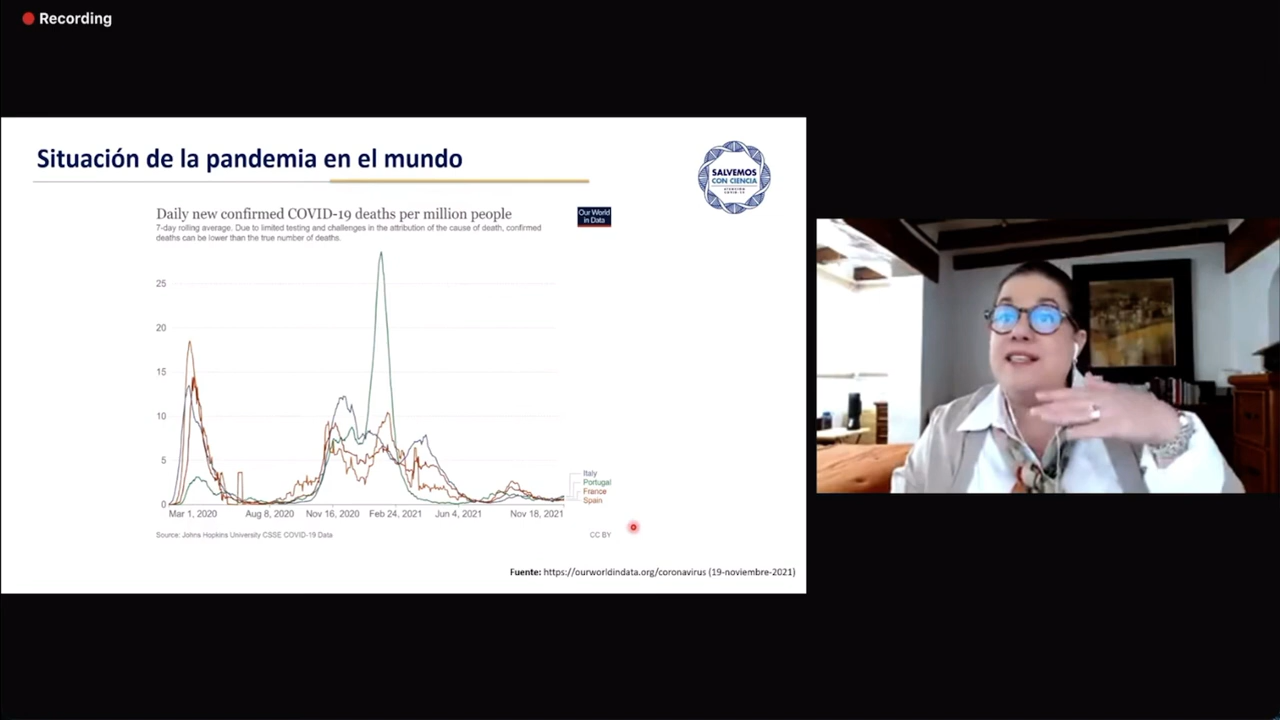 Recording
Situación de la pandemia en el mundo
SALVEMOS
CON CIENCIA
Daily new confirmed COVID-19 deaths per million people
Our World
in Data
7-day rolling average. Due to limited testing and challenges in the attribution of the cause of death, confirmed
deaths can be lower than the true number of deaths.
25
20
15
10
5
0
Italy
Portugal
France
Spain
Mar 1, 2020 Aug 8, 2020 Nov 16, 2020 Feb 24, 2021 Jun 4, 2021 Nov 18, 2021
Source: Johns Hopkins University CSSE COVID-19 Data
CC BY
Fuente: https://ourworldindata.org/coronavirus (19-noviembre-2021)